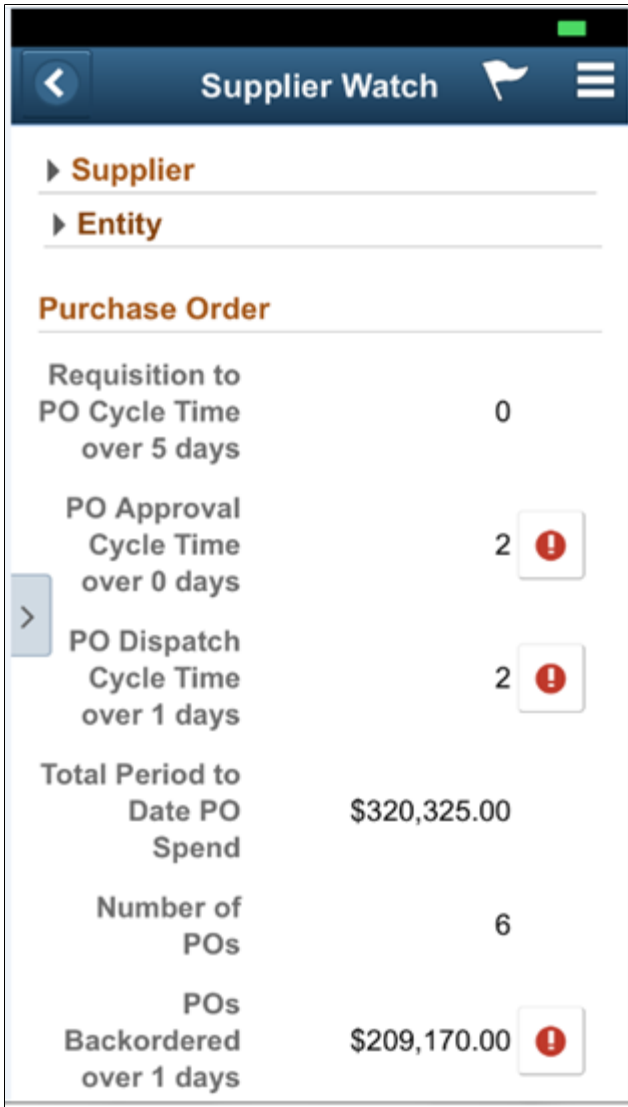 Supplier Watch
Supplier
Entity
Purchase Order
Requisition to
PO Cycle Time
over 5 days
0
PO Approval
Cycle Time
over 0 days
2
PO Dispatch
Cycle Time
over 1 days
2
Total Period to
Date PO
Spend
$320,325.00
Number of
POs
6
POs
Backordered
over 1 days
$209,170.00